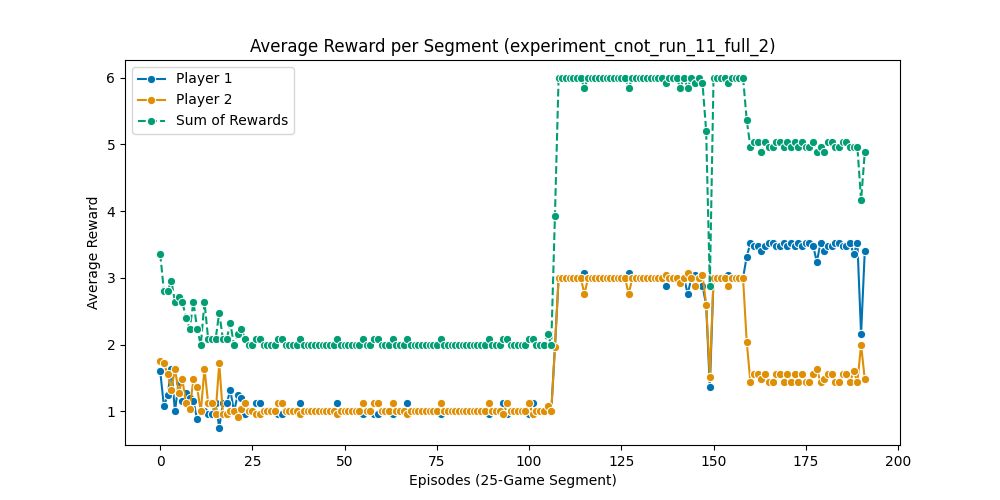 Average Reward per Segment (experiment_cnot_run_11_full_2)
Player 1
Player 2
Sum of Rewards
Average Reward
6
5
4
3
2
1
0
25
50
75
100
125
150
175
200
Episodes (25-Game Segment)